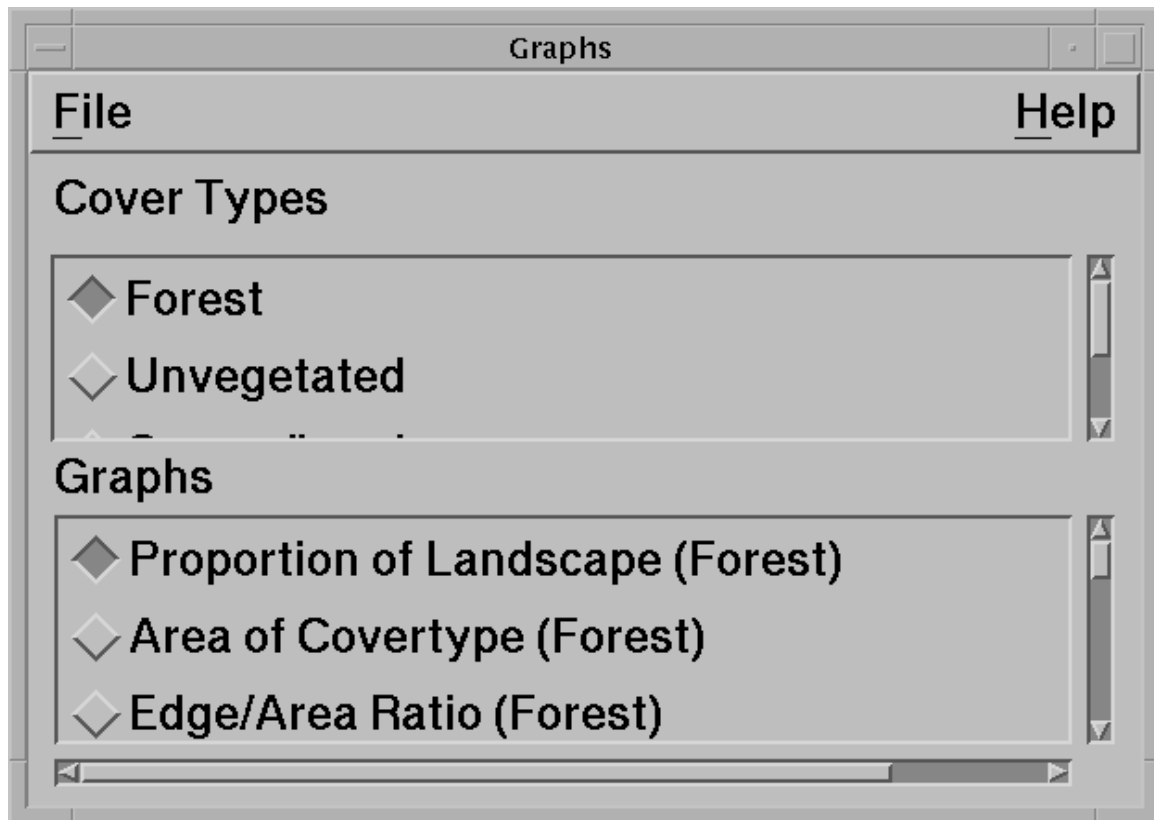 Graphs
File Help
Cover Types
Forest
Unvegetated
Graphs
Proportion of Landscape (Forest)
Area of Covertype (Forest)
Edge/Area Ratio (Forest)